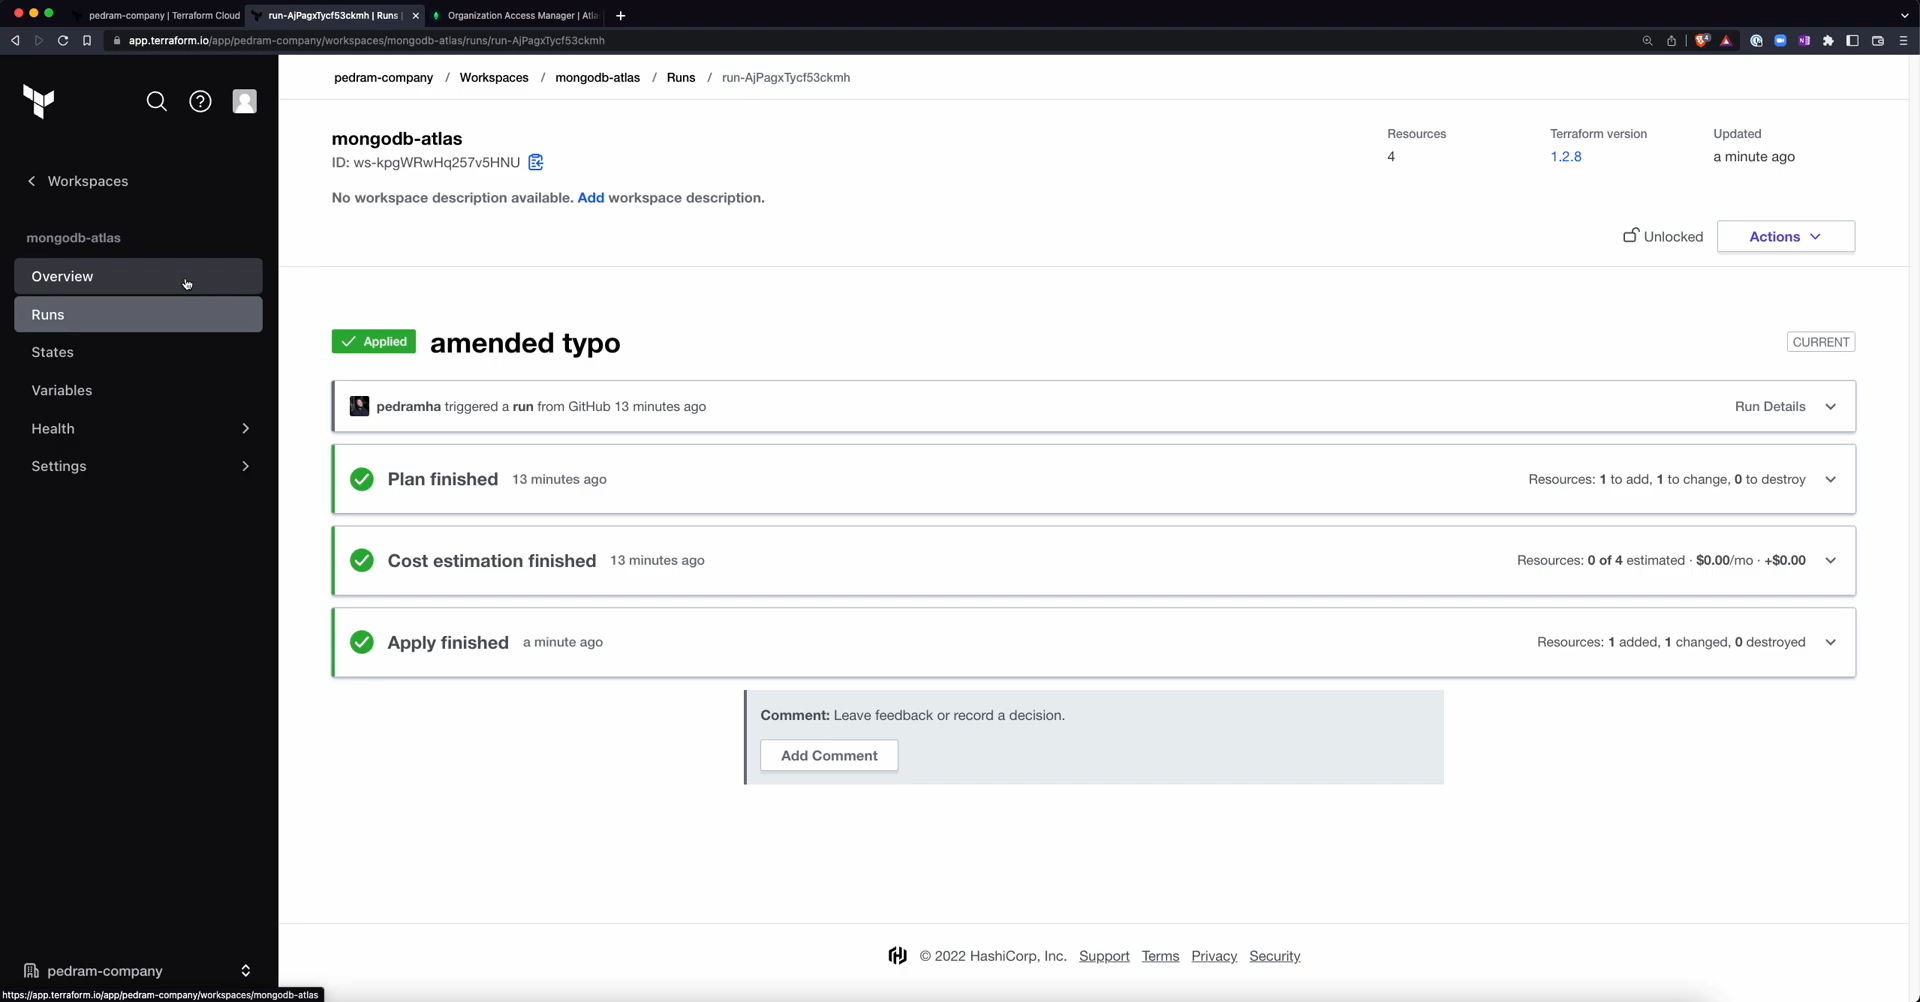 pedram-company | Terraform Cloud
run-AjPagxTycf53ckmh | Runs |
Organization Access Manager | Atla
app.terraform.io/app/pedram-company/workspaces/mongodb-atlas/runs/run-AjPagxTycf53ckmh
pedram-company / Workspaces / mongodb-atlas / Runs / run-AjPagxTycf53ckmh
mongodb-atlas
ID: ws-kpgWRwHq257v5HNU
No workspace description available. Add workspace description.
Resources
4
Terraform version
1.2.8
Updated
a minute ago
Unlocked
Actions
Workspaces
mongodb-atlas
Overview
Runs
States
Variables
Health
Settings
Applied
amended typo
CURRENT
pedramha triggered a run from GitHub 13 minutes ago
Run Details
Plan finished 13 minutes ago
Resources: 1 to add, 1 to change, 0 to destroy
Cost estimation finished 13 minutes ago
Resources: 0 of 4 estimated · $0.00/mo · +$0.00
Apply finished a minute ago
Resources: 1 added, 1 changed, 0 destroyed
Comment: Leave feedback or record a decision.
Add Comment
© 2022 HashiCorp, Inc. Support Terms Privacy Security
pedram-company
https://app.terraform.io/app/pedram-company/workspaces/mongodb-atlas